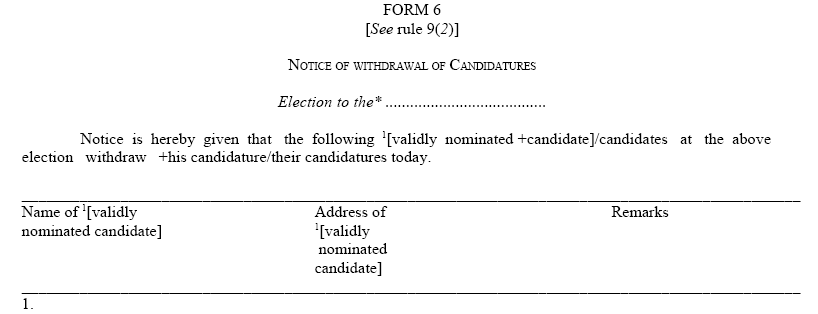 FORM 6
[See rule 9(2)]
NOTICE OF WITHDRAWAL OF CANDIDATURES
Election to the* .......................................
Notice is hereby given that the following 1[validly nominated +candidate]/candidates at the above
election withdraw +his candidature/their candidatures today.
Name of 1[validly nominated candidate]
Address of 1[validly nominated candidate]
Remarks
1.